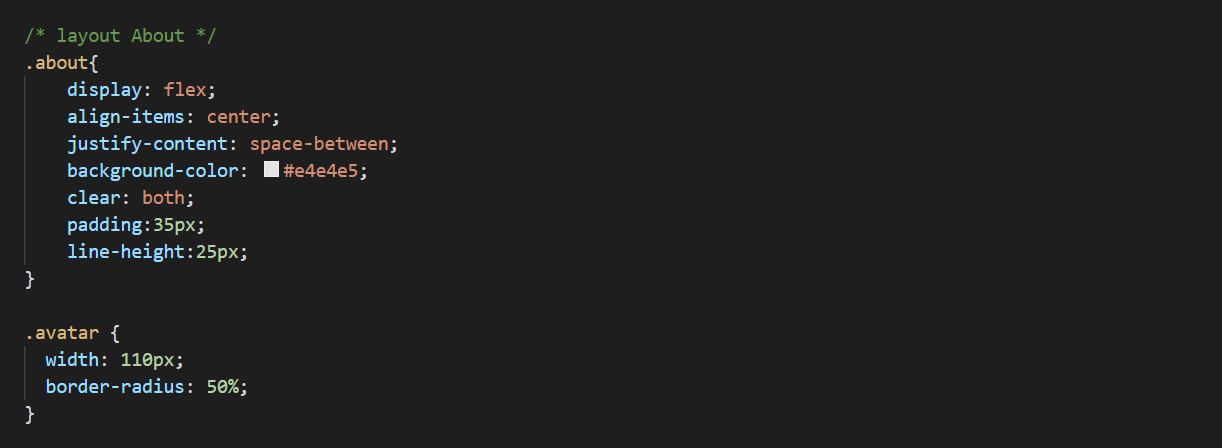 /* layout About */
.about{
    display: flex;
    align-items: center;
    justify-content: space-between;
    background-color: #e4e4e5;
    clear: both;
    padding:35px;
    line-height:25px;
}

.avatar {
  width: 110px;
  border-radius: 50%;
}